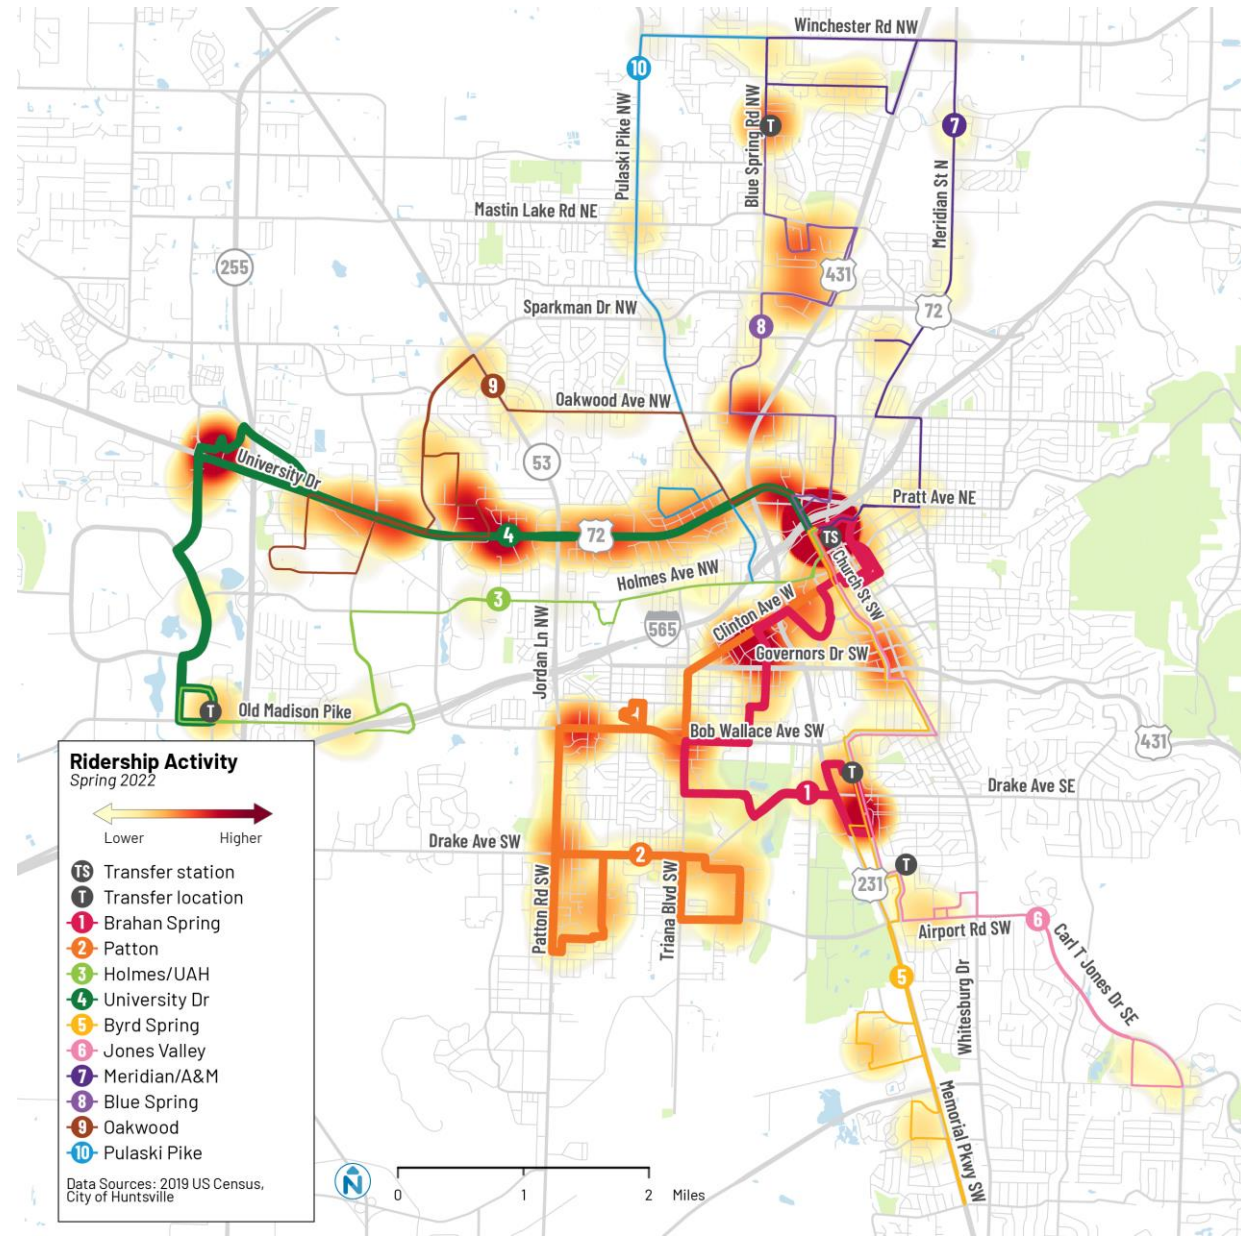 Winchester Rd NW
10
Pulaski Pike NW
Blue Spring Rd NW
T
7
Meridian St N
Mastin Lake Rd NE
255
431
72
Sparkman Dr NW
8
9
Oakwood Ave NW
53
University Dr
Pratt Ave NE
4
72
TS
Church St SW
Holmes Ave NW
3
Clinton Ave W
565
Governors Dr SW
Jordan Ln NW
T
Old Madison Pike
Bob Wallace Ave SW
431
T
Drake Ave SE
1
Drake Ave SW
2
T
231
Patton Rd SW
Triana Blvd SW
Airport Rd SW
6
Carl T Jones Dr SE
5
Whitesburg Dr
Memorial Pkwy SW
Ridership Activity
Spring 2022
Lower Higher
TS Transfer station
T Transfer location
1 Brahan Spring
2 Patton
3 Holmes/UAH
4 University Dr
5 Byrd Spring
6 Jones Valley
7 Meridian/A&M
8 Blue Spring
9 Oakwood
10 Pulaski Pike
Data Sources: 2019 US Census,
City of Huntsville
N
0 1 2 Miles